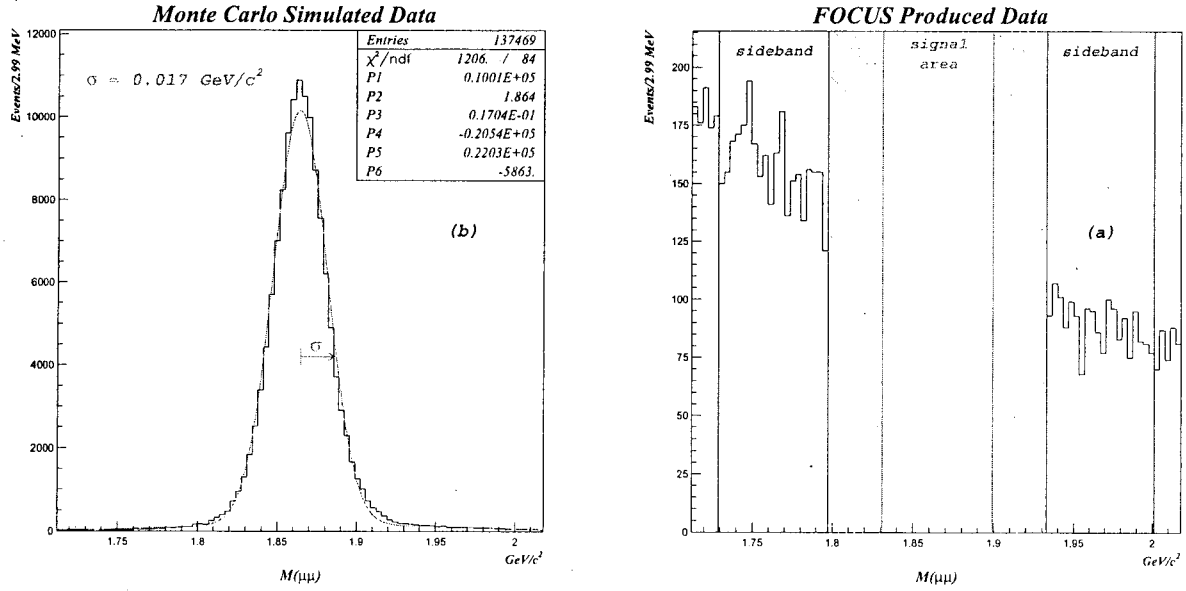 Monte Carlo Simulated Data
Events/2.99 MeV
12000
10000
8000
6000
4000
2000
0
σ = 0.017 GeV/c²
Entries 137469
χ²/ndf 1206. / 84
P1 0.1001E+05
P2 1.864
P3 0.1704E-01
P4 -0.2054E+05
P5 0.2203E+05
P6 -5863.
(b)
σ
1.75 1.8 1.85 1.9 1.95 2
GeV/c²
M(μμ)
FOCUS Produced Data
Events/2.99 MeV
200
175
150
125
100
75
50
25
0
sideband
signal
area
sideband
(a)
1.75 1.8 1.85 1.9 1.95 2
GeV/c²
M(μμ)